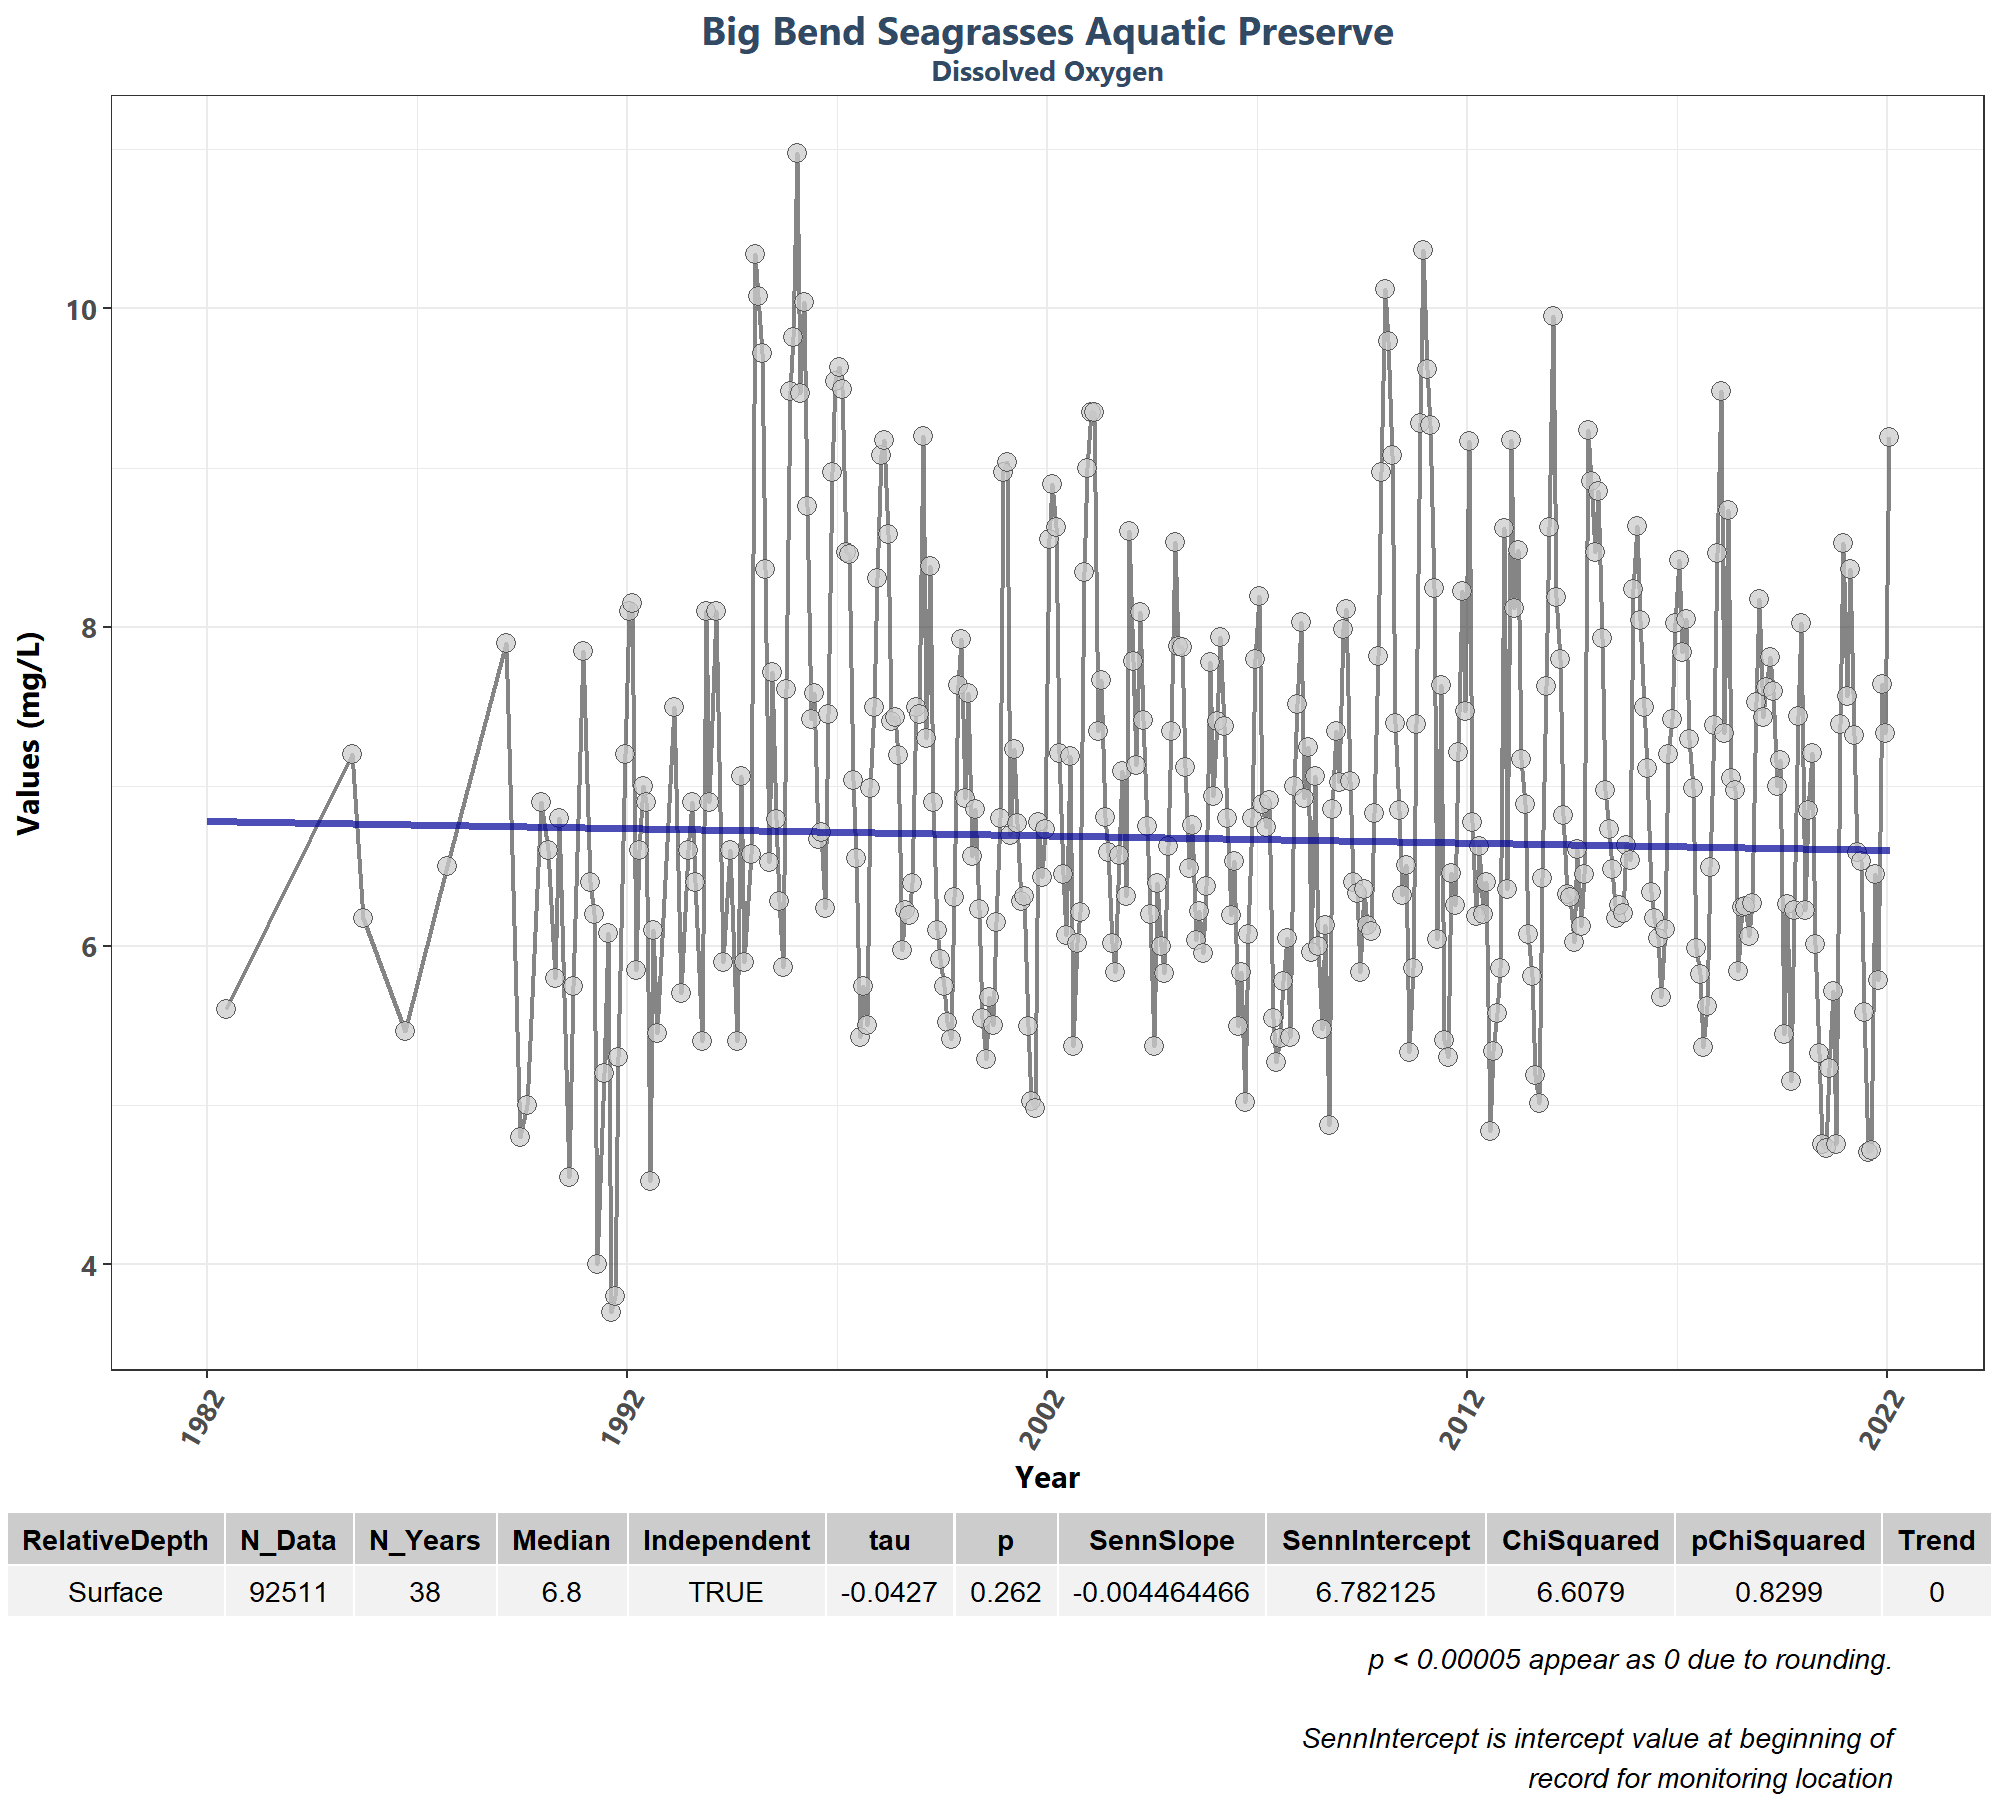 Big Bend Seagrasses Aquatic Preserve
Dissolved Oxygen
Values (mg/L)
10
8
6
4
1982
1992
2002
2012
2022
Year
RelativeDepth N_Data N_Years Median Independent tau p SennSlope SennIntercept ChiSquared pChiSquared Trend
Surface 92511 38 6.8 TRUE -0.0427 0.262 -0.004464466 6.782125 6.6079 0.8299 0
p < 0.00005 appear as 0 due to rounding.
SennIntercept is intercept value at beginning of
record for monitoring location